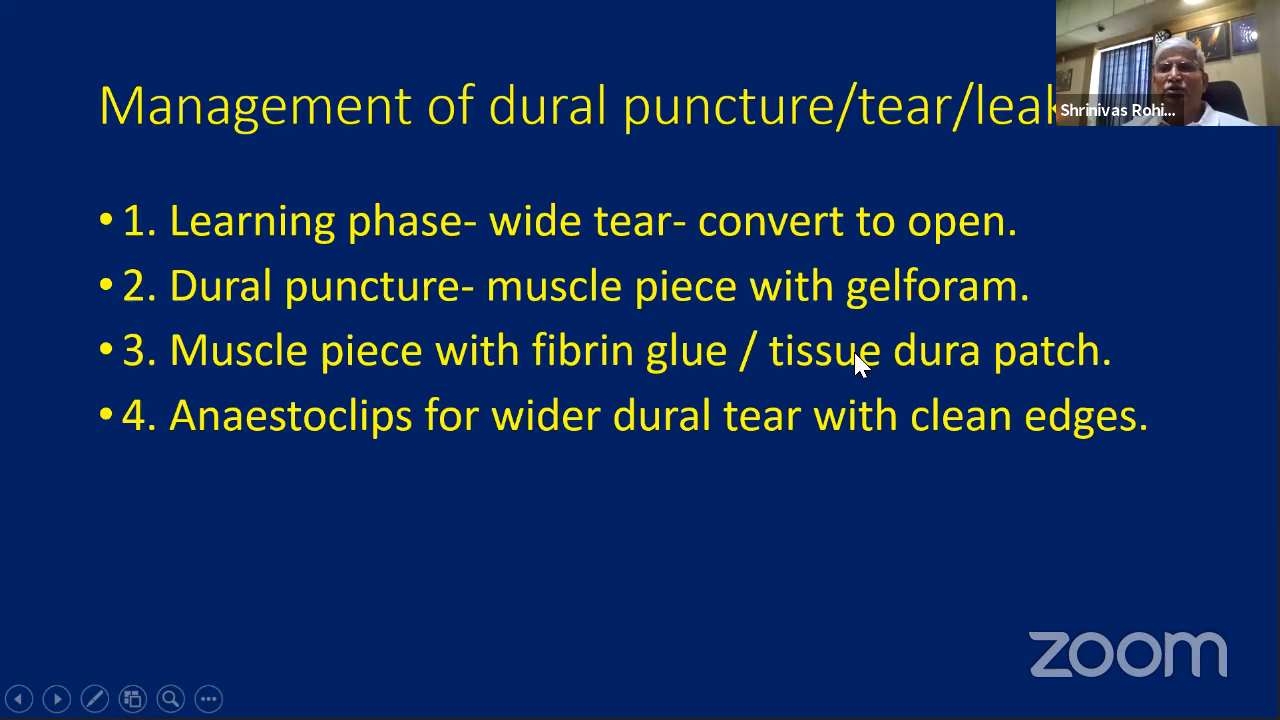 Management of dural puncture/tear/leak
Shrinivas Rohi...
• 1. Learning phase- wide tear- convert to open.
• 2. Dural puncture- muscle piece with gelforam.
• 3. Muscle piece with fibrin glue / tissue dura patch.
• 4. Anaestoclips for wider dural tear with clean edges.
zoom